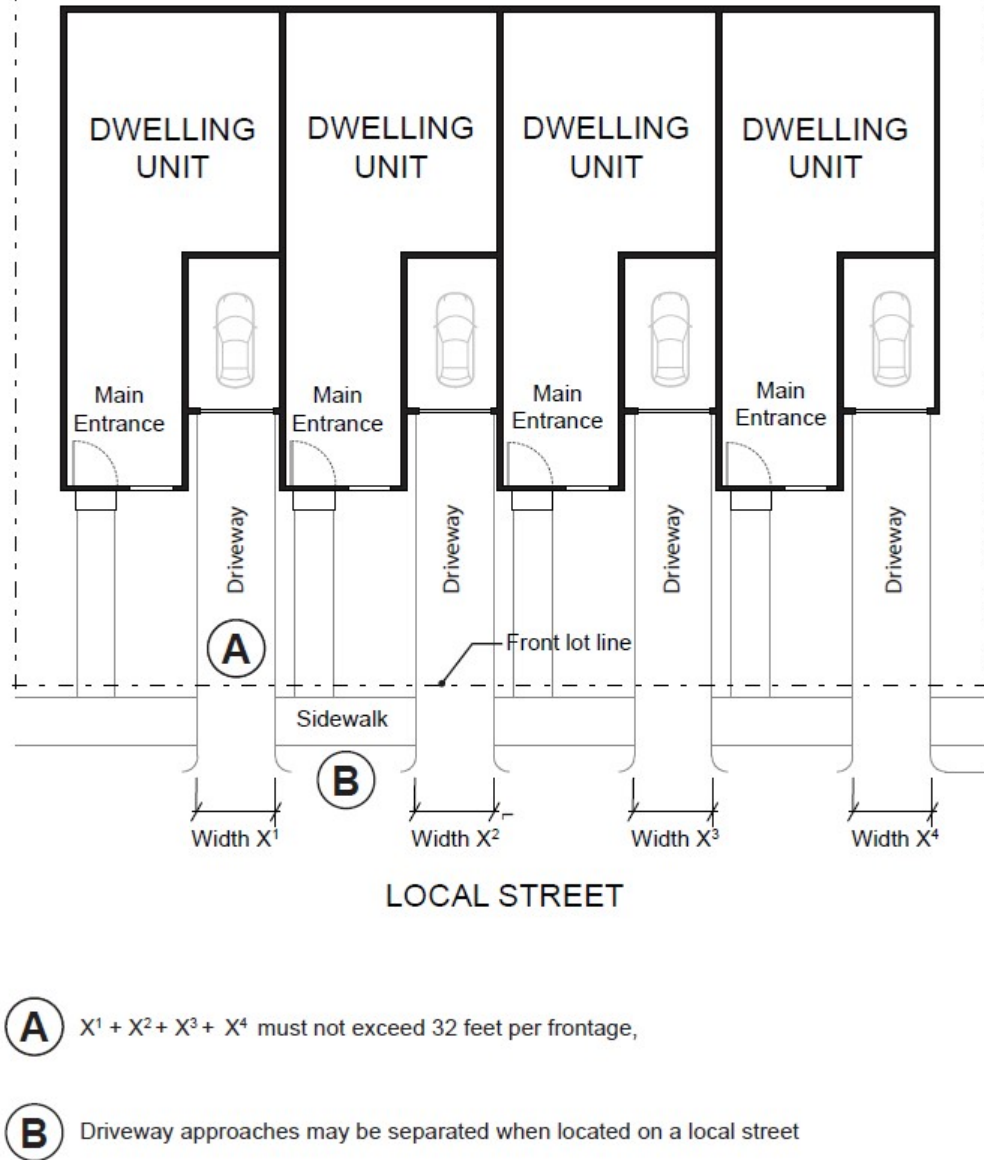 DWELLING
UNIT
DWELLING
UNIT
DWELLING
UNIT
DWELLING
UNIT
Main
Entrance
Main
Entrance
Main
Entrance
Main
Entrance
Driveway
Driveway
Driveway
Driveway
A
Front lot line
Sidewalk
B
Width X¹
Width X²
Width X³
Width X⁴
LOCAL STREET
A X¹ + X² + X³ + X⁴ must not exceed 32 feet per frontage,
B Driveway approaches may be separated when located on a local street